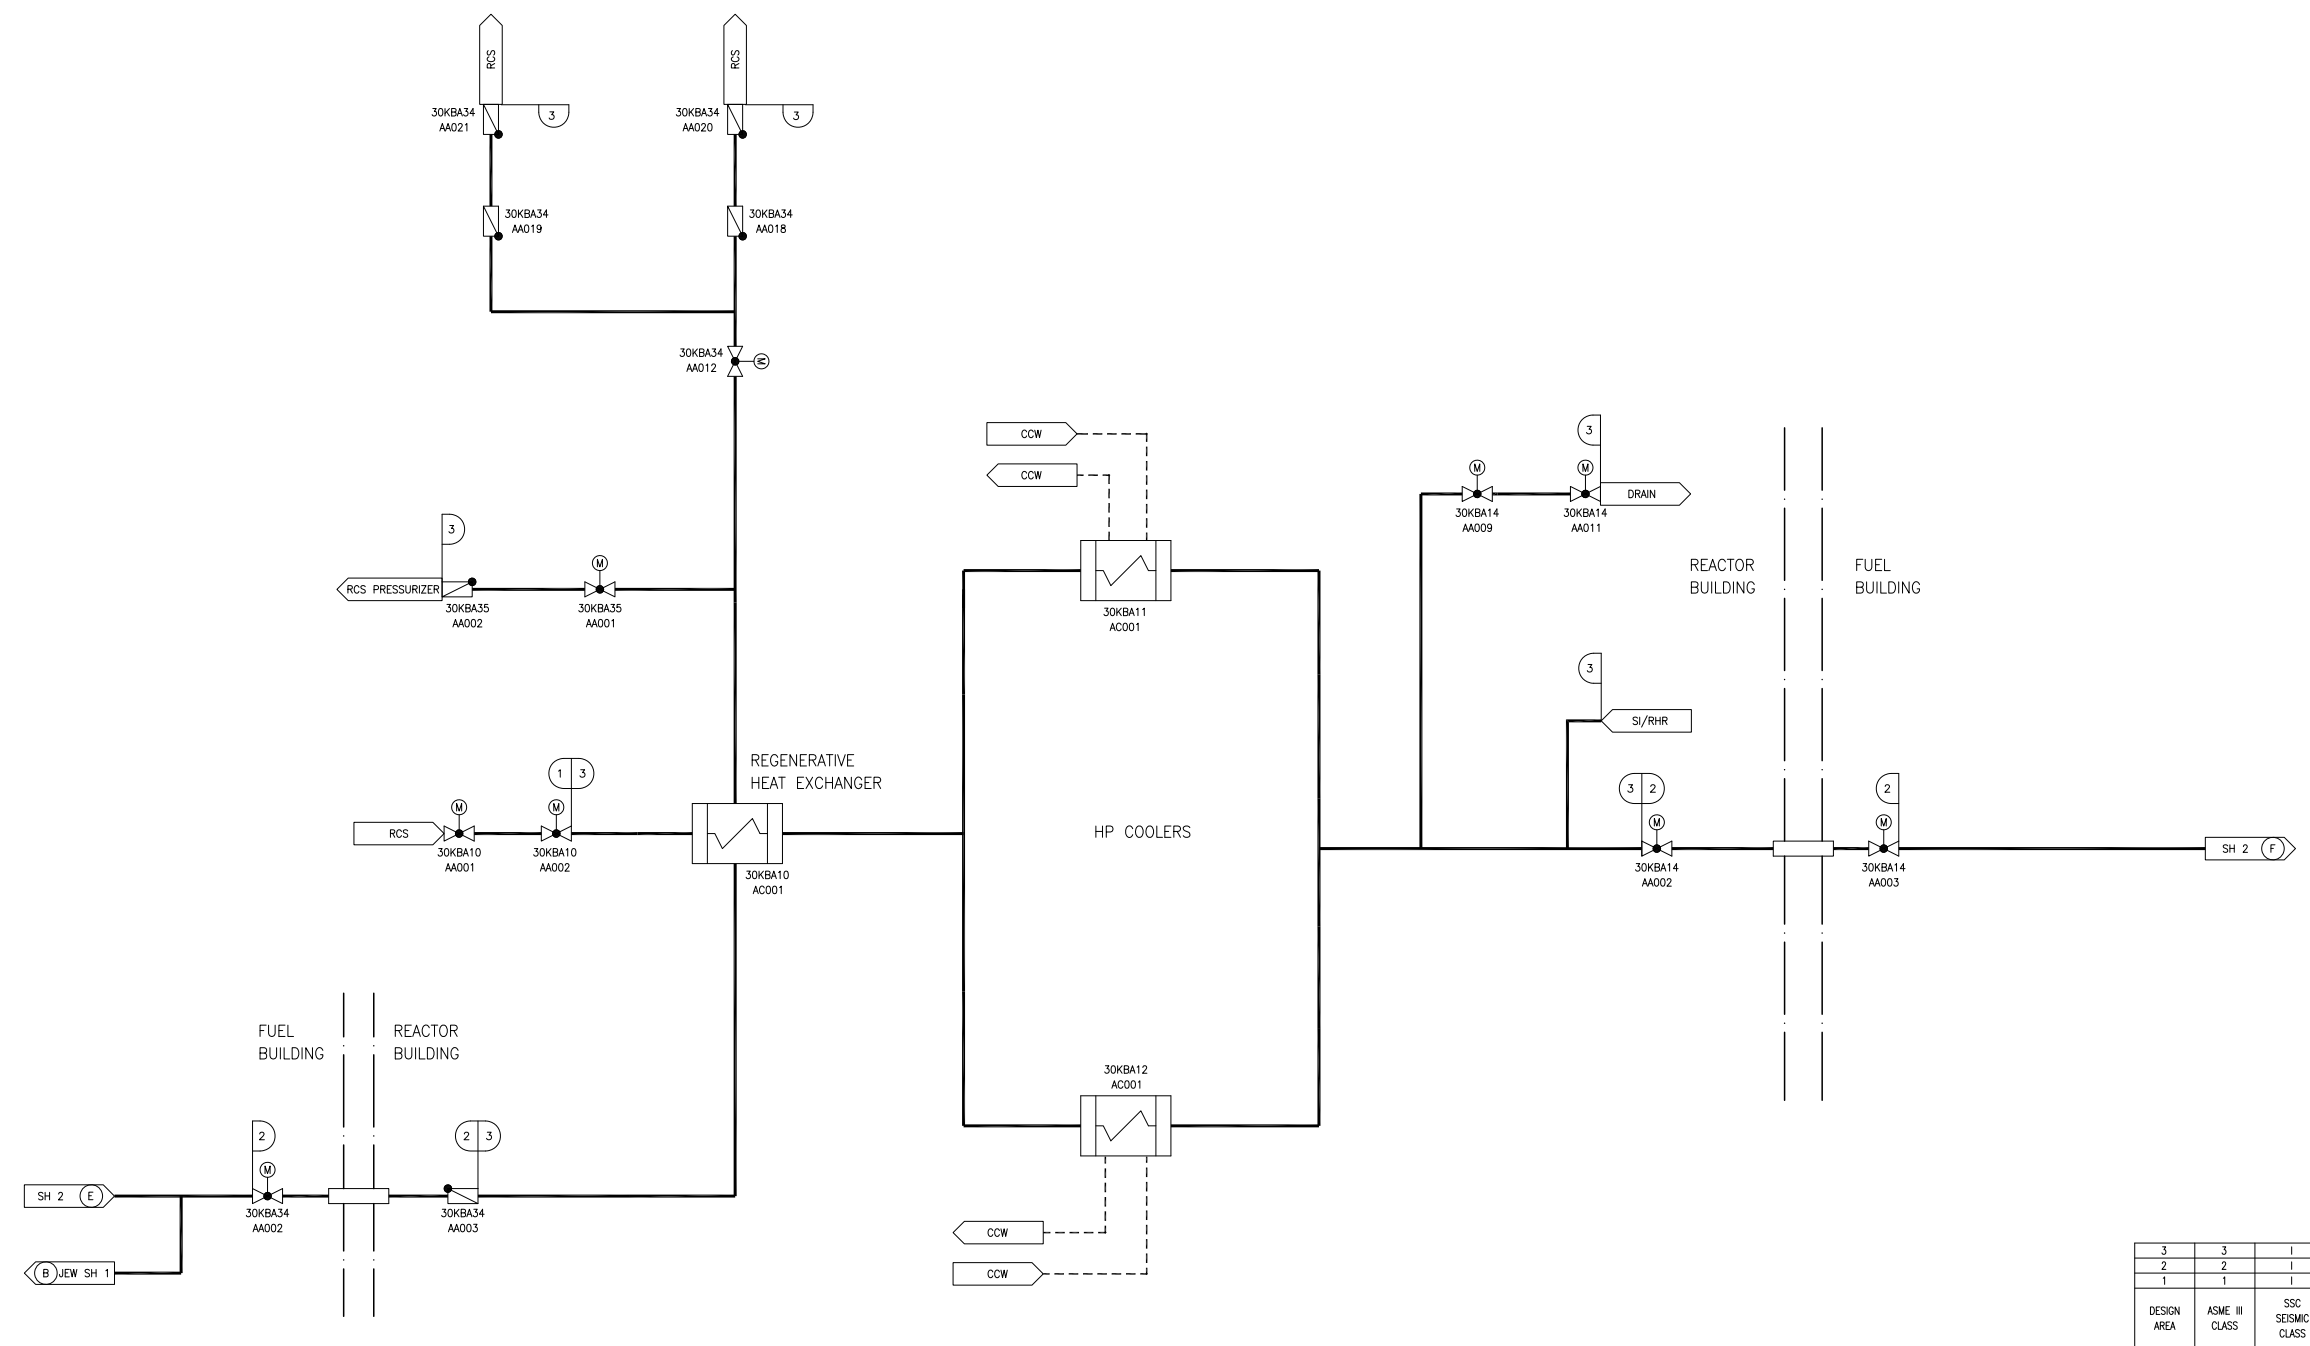 RCS
RCS
30KBA34
AA021
3
30KBA34
AA020
3
30KBA34
AA019
30KBA34
AA018
30KBA34
AA012
M
CCW
CCW
3
M
M
DRAIN
30KBA14
AA009
30KBA14
AA011
3
M
RCS PRESSURIZER
30KBA35
AA002
30KBA35
AA001
30KBA11
AC001
REACTOR
BUILDING
FUEL
BUILDING
3
SI/RHR
REGENERATIVE
HEAT EXCHANGER
1 3
M
M
RCS
30KBA10
AA001
30KBA10
AA002
30KBA10
AC001
HP COOLERS
3 2
M
30KBA14
AA002
2
M
30KBA14
AA003
SH 2 F
FUEL
BUILDING
REACTOR
BUILDING
30KBA12
AC001
2
M
2 3
SH 2 E
30KBA34
AA002
30KBA34
AA003
B JEW SH 1
CCW
CCW
3 3 I
2 2 I
1 1 I
DESIGN
AREA
ASME III
CLASS
SSC
SEISMIC
CLASS